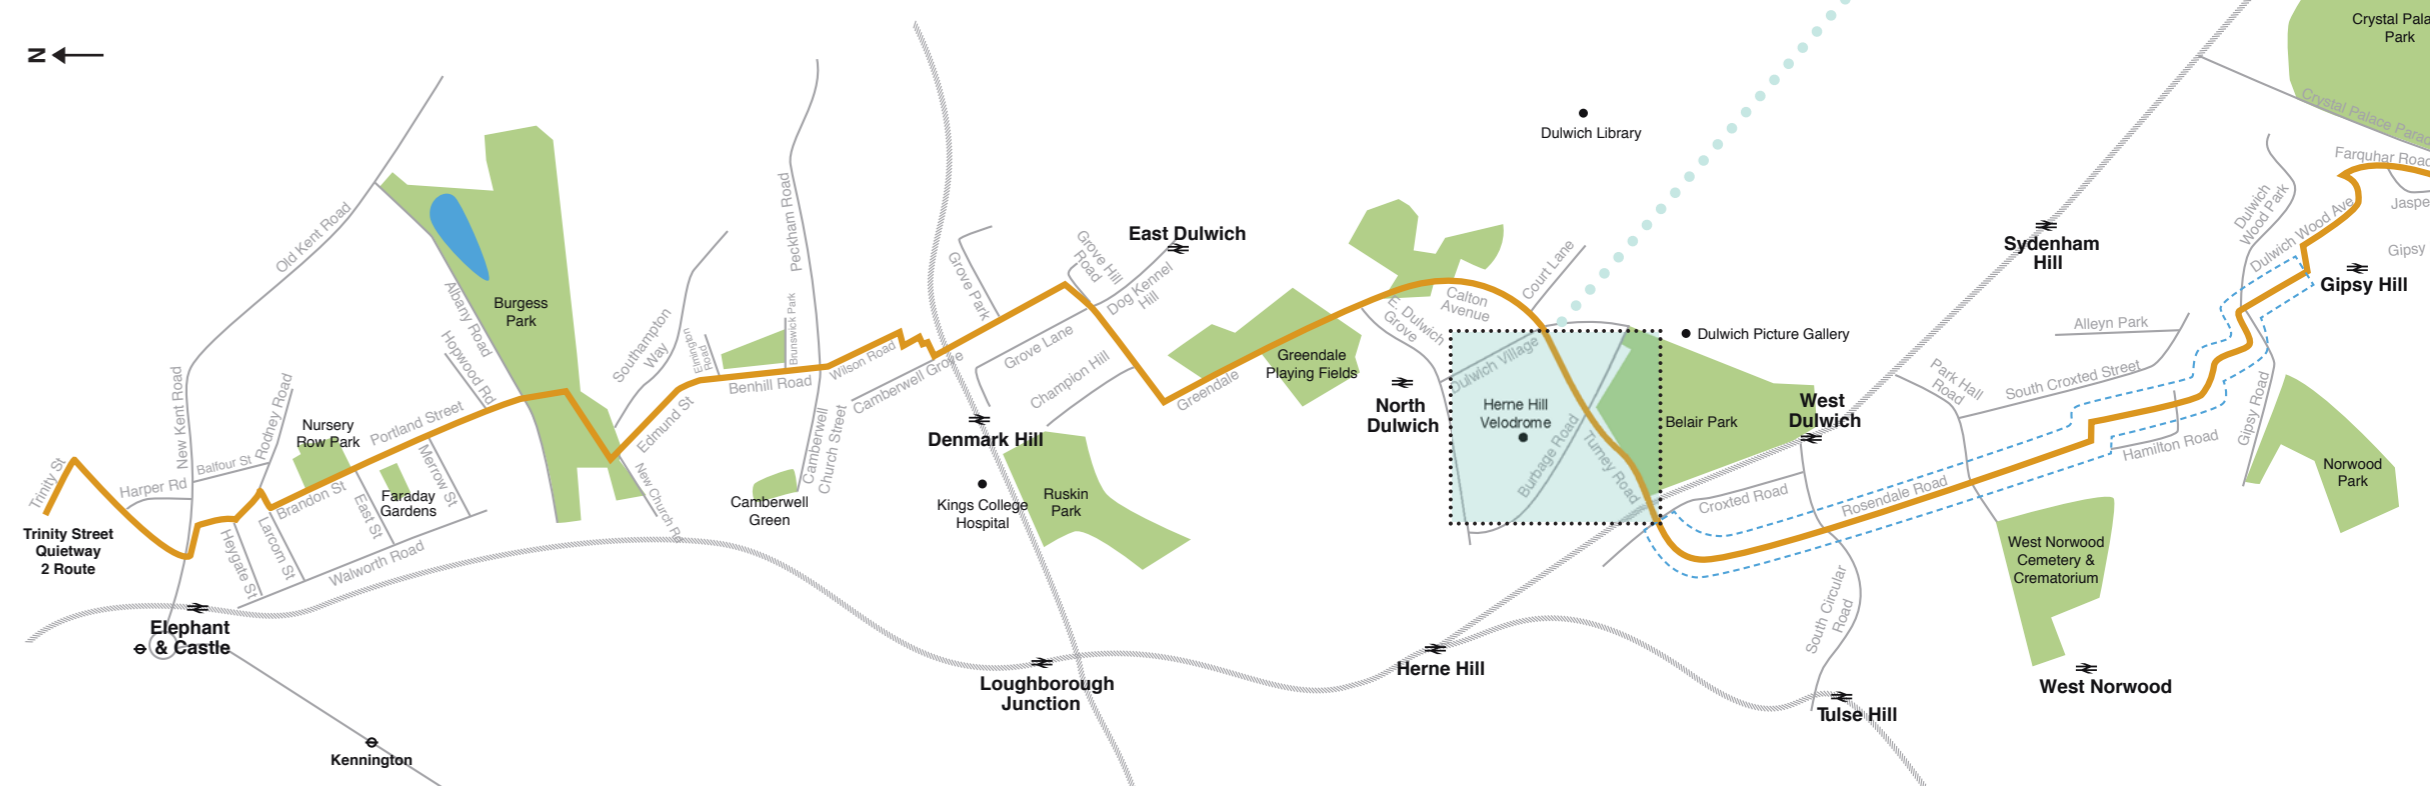 N
Trinity St
Trinity Street
Quietway
2 Route
Harper Rd
New Kent Road
Balfour St
Rodney Road
Old Kent Road
Heygate St
Larcom St
Brandon St
Nursery
Row Park
East St
Faraday
Gardens
Portland Street
Merrow St
Walworth Road
Elephant
& Castle
Kennington
Albany Road
Hopwood Rd
Burgess
Park
New Church Rd
Edmund St
Southampton
Way
Elmington
Road
Brunswick Park
Benhill Road
Peckham Road
Camberwell
Green
Camberwell
Church Street
Wilson Road
Camberwell Grove
Grove Park
Grove Lane
Champion Hill
Grove Hill
Road
Dog Kennel
Hill
East Dulwich
Denmark Hill
Kings College
Hospital
Ruskin
Park
Loughborough
Junction
Greendale
Greendale
Playing Fields
E. Dulwich
Grove
Calton
Avenue
Court Lane
Dulwich Library
North
Dulwich
Dulwich Village
Herne Hill
Velodrome
Burbage Road
Turney Road
Dulwich Picture Gallery
Belair Park
West
Dulwich
Croxted Road
Herne Hill
Tulse Hill
South Circular
Road
Rosendale Road
Park Hall
Road
South Croxted Street
Alleyn Park
Sydenham
Hill
Hamilton Road
West Norwood
Cemetery &
Crematorium
West Norwood
Gipsy Road
Norwood
Park
Dulwich
Wood Park
Dulwich Wood Ave
Gipsy Hill
Gipsy
Jaspe
Farquhar Road
Crystal Palace Parad
Crystal Pala
Park